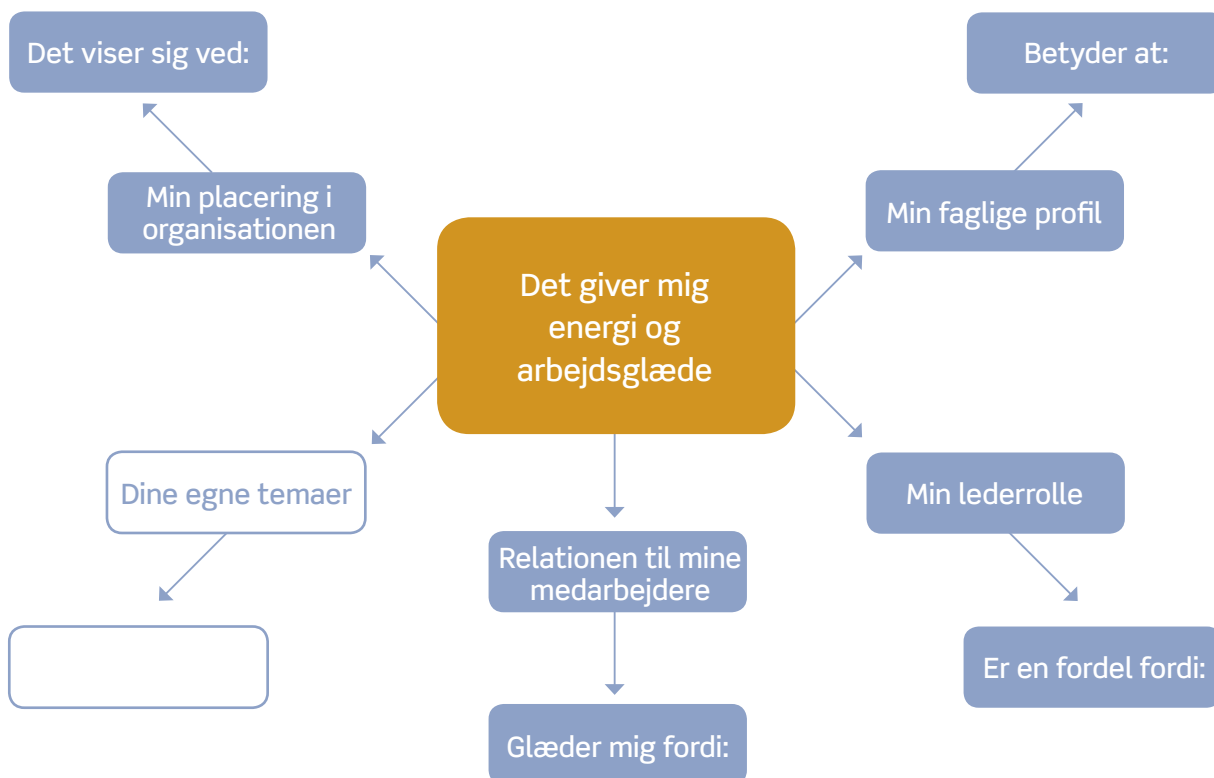 Det viser sig ved:
Betyder at:
Min placering i
organisationen
Min faglige profil
Det giver mig
energi og
arbejdsglæde
Dine egne temaer
Min lederrolle
Relationen til mine
medarbejdere
Er en fordel fordi:
Glæder mig fordi: